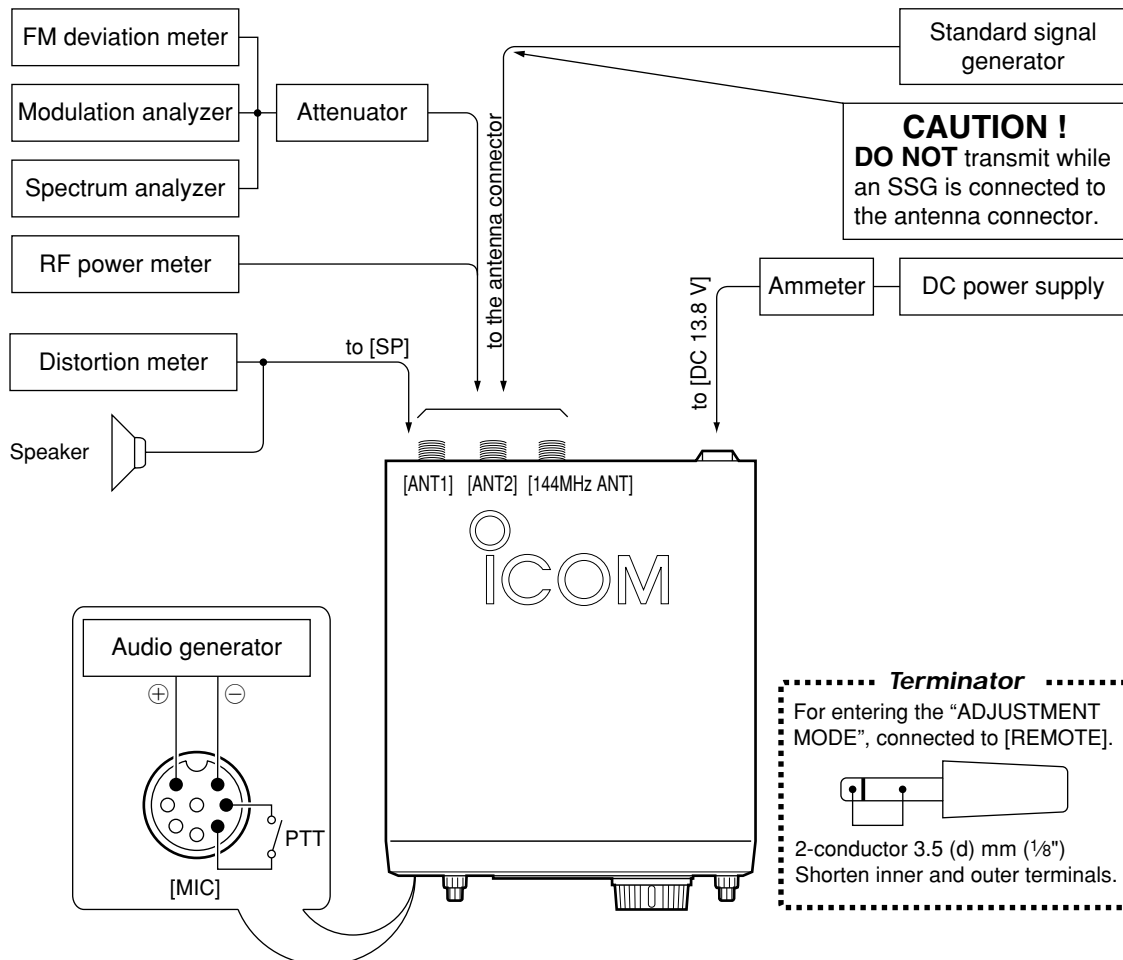 FM deviation meter
Modulation analyzer
Spectrum analyzer
Attenuator
RF power meter
Distortion meter
Speaker
to [SP]
to the antenna connector
Standard signal
generator
CAUTION !
DO NOT transmit while
an SSG is connected to
the antenna connector.
Ammeter
DC power supply
to [DC 13.8 V]
[ANT1] [ANT2] [144MHz ANT]
ICOM
Audio generator
⊕ ⊖
PTT
[MIC]
Terminator
For entering the “ADJUSTMENT
MODE”, connected to [REMOTE].
2-conductor 3.5 (d) mm (1⁄8")
Shorten inner and outer terminals.